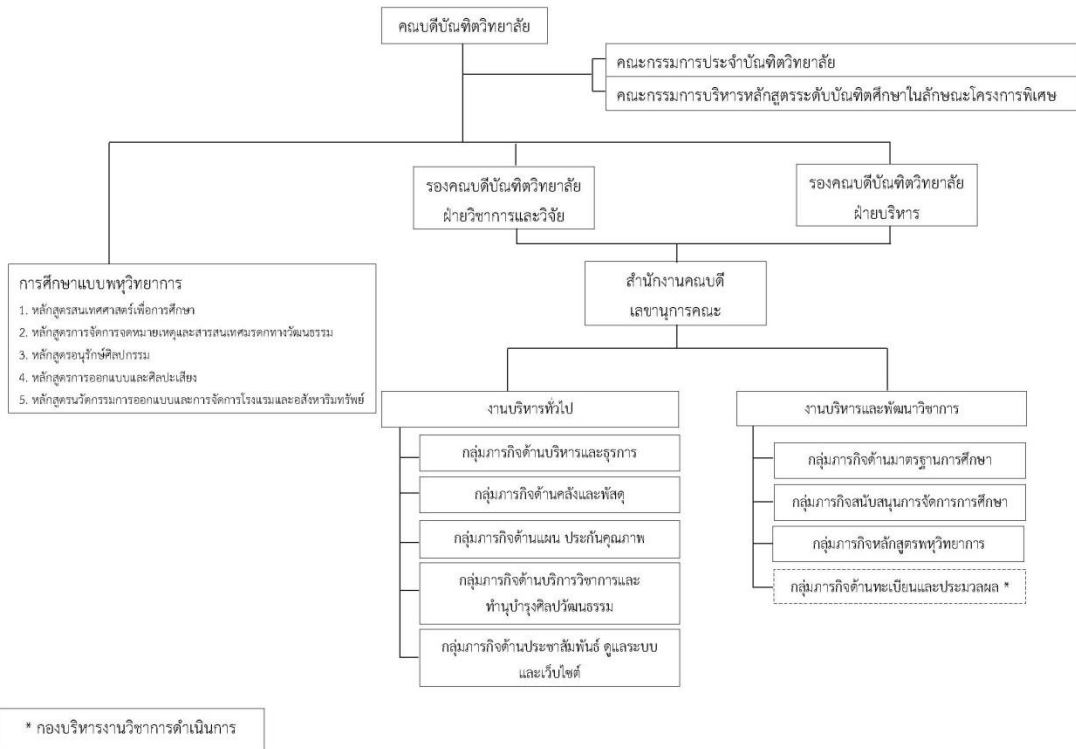 คณบดีบัณฑิตวิทยาลัย
คณะกรรมการประจำบัณฑิตวิทยาลัย
คณะกรรมการบริหารหลักสูตรระดับบัณฑิตศึกษาในลักษณะโครงการพิเศษ
รองคณบดีบัณฑิตวิทยาลัย
ฝ่ายวิชาการและวิจัย
รองคณบดีบัณฑิตวิทยาลัย
ฝ่ายบริหาร
การศึกษาแบบพหุวิทยาการ
1. หลักสูตรสนเทศศาสตร์เพื่อการศึกษา
2. หลักสูตรการจัดการจดหมายเหตุและสารสนเทศมรดกทางวัฒนธรรม
3. หลักสูตรอนุรักษ์ศิลปกรรม
4. หลักสูตรการออกแบบและศิลปะเสียง
5. หลักสูตรนวัตกรรมการออกแบบและการจัดการโรงแรมและอสังหาริมทรัพย์
สำนักงานคณบดี
เลขานุการคณะ
งานบริหารทั่วไป
กลุ่มภารกิจด้านบริหารและธุรการ
กลุ่มภารกิจด้านคลังและพัสดุ
กลุ่มภารกิจด้านแผน ประกันคุณภาพ
กลุ่มภารกิจด้านบริการวิชาการและ
ทำนุบำรุงศิลปวัฒนธรรม
กลุ่มภารกิจด้านประชาสัมพันธ์ ดูแลระบบ
และเว็บไซต์
งานบริหารและพัฒนาวิชาการ
กลุ่มภารกิจด้านมาตรฐานการศึกษา
กลุ่มภารกิจสนับสนุนการจัดการการศึกษา
กลุ่มภารกิจหลักสูตรพหุวิทยาการ
กลุ่มภารกิจด้านทะเบียนและประมวลผล *
* กองบริหารงานวิชาการดำเนินการ